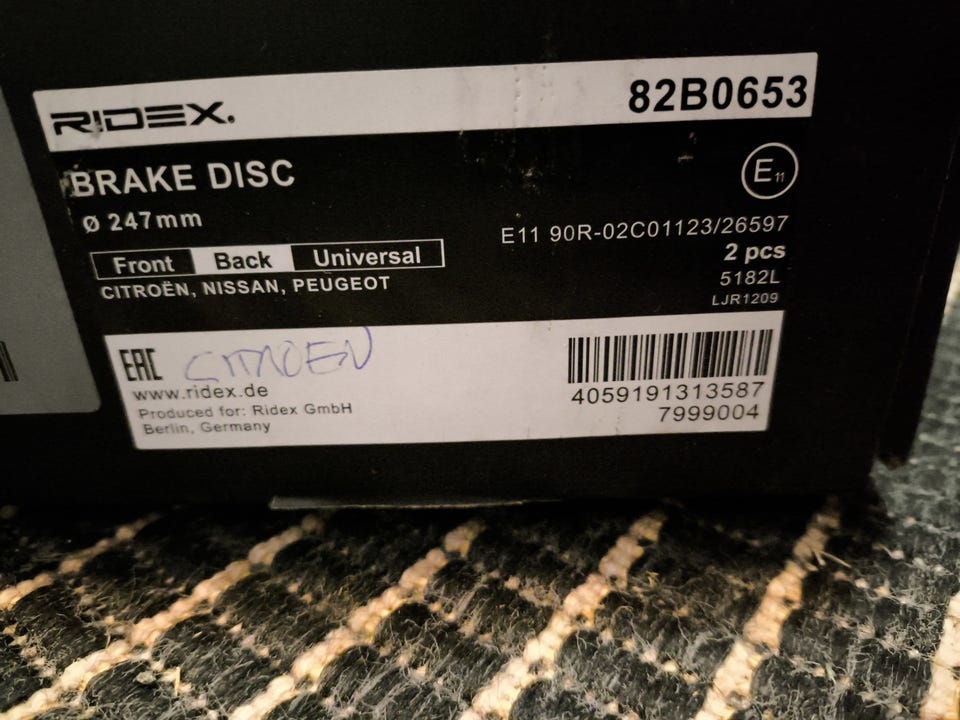 RIDEX.
82B0653
BRAKE DISC
E11
Ø 247mm
E11 90R-02C01123/26597
Front Back Universal
2 pcs
CITROËN, NISSAN, PEUGEOT
5182L
LJR1209
EAC CITROEN
www.ridex.de
Produced for: Ridex GmbH
Berlin, Germany
4059191313587
7999004